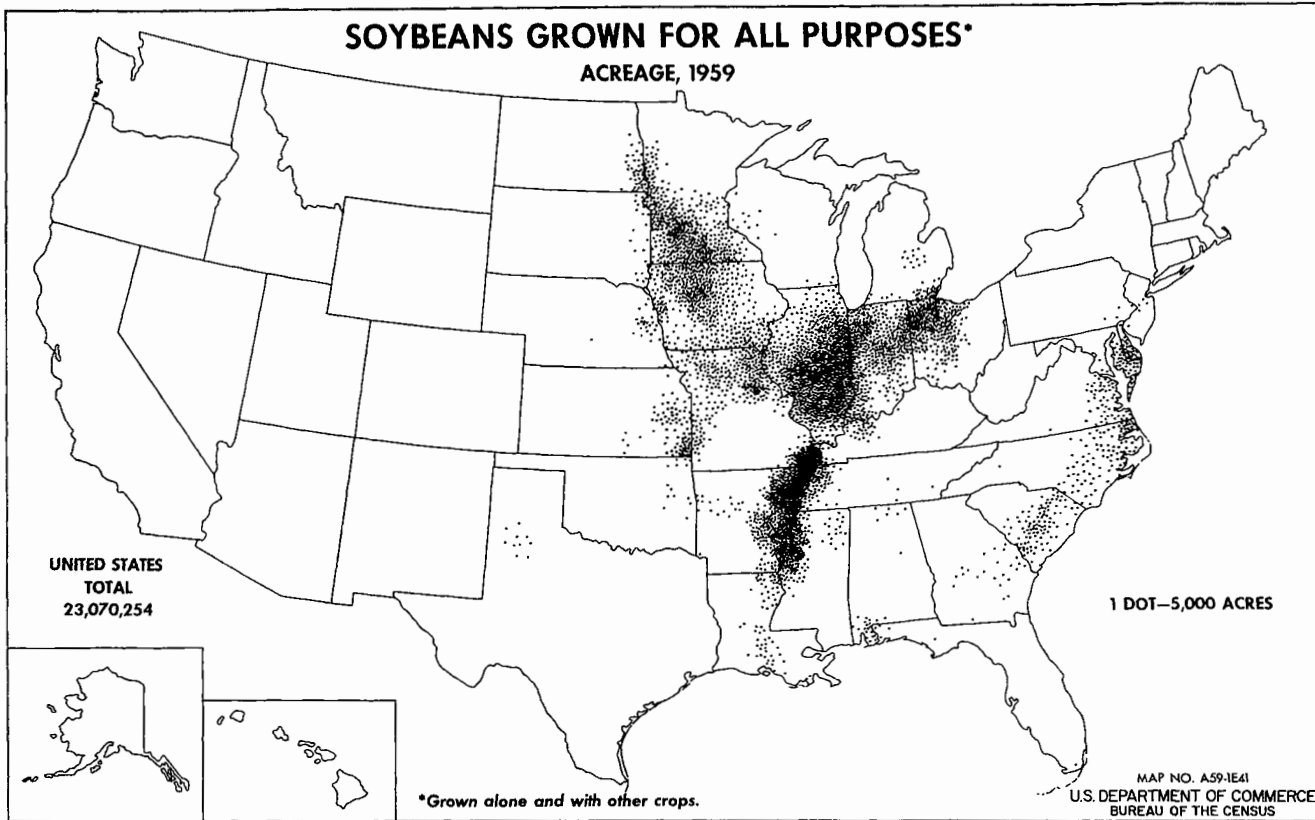 SOYBEANS GROWN FOR ALL PURPOSES*
ACREAGE, 1959
UNITED STATES
TOTAL
23,070,254
1 DOT—5,000 ACRES
*Grown alone and with other crops.
MAP NO. A59-1E41
U.S. DEPARTMENT OF COMMERCE
BUREAU OF THE CENSUS